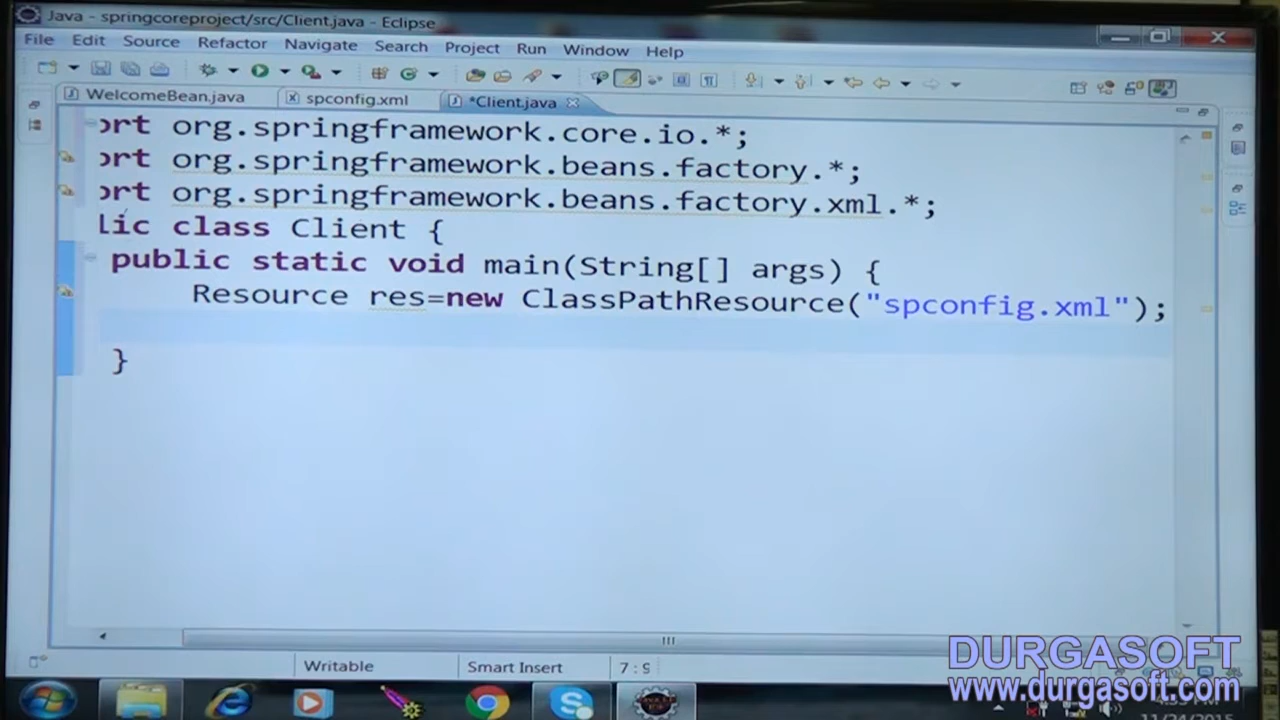 Java - springcoreproject/src/Client.java - Eclipse
File Edit Source Refactor Navigate Search Project Run Window Help
WelcomeBean.java spconfig.xml *Client.java
ort org.springframework.core.io.*;
ort org.springframework.beans.factory.*;
ort org.springframework.beans.factory.xml.*;
lic class Client {
public static void main(String[] args) {
Resource res=new ClassPathResource("spconfig.xml");
}
Writable Smart Insert 7 : 9
DURGASOFT
www.durgasoft.com